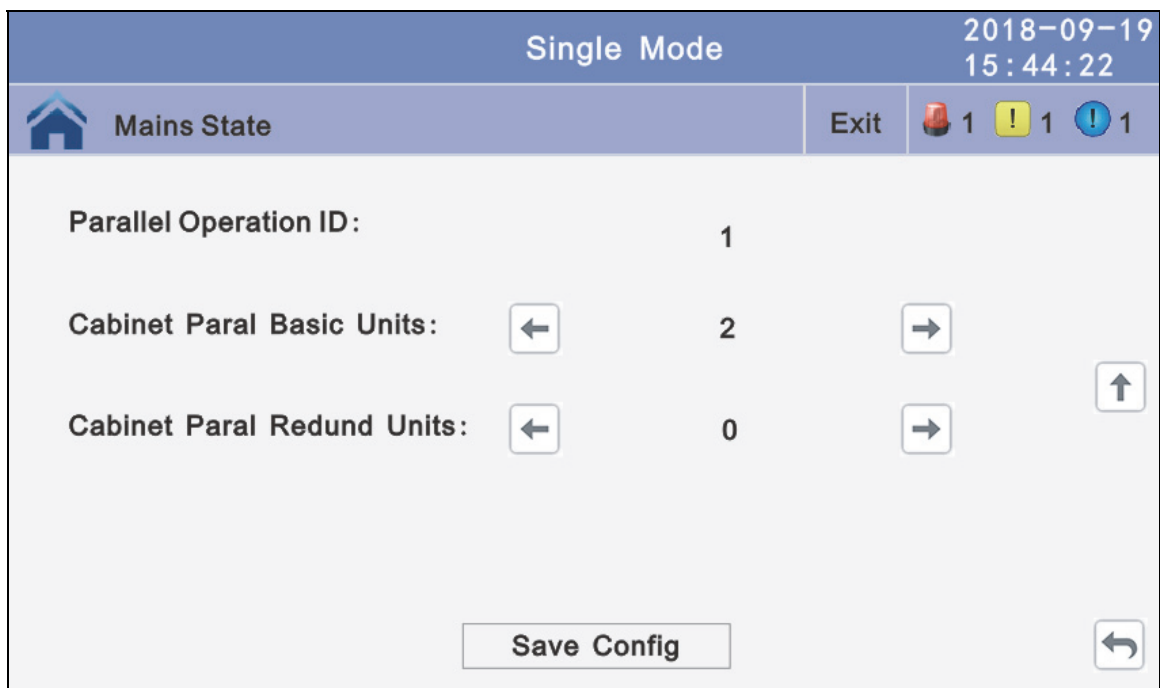 Single Mode
2018-09-19
15:44:22
Mains State
Exit
1
! 1
! 1
Parallel Operation ID:
1
Cabinet Paral Basic Units:
2
Cabinet Paral Redund Units:
0
Save Config